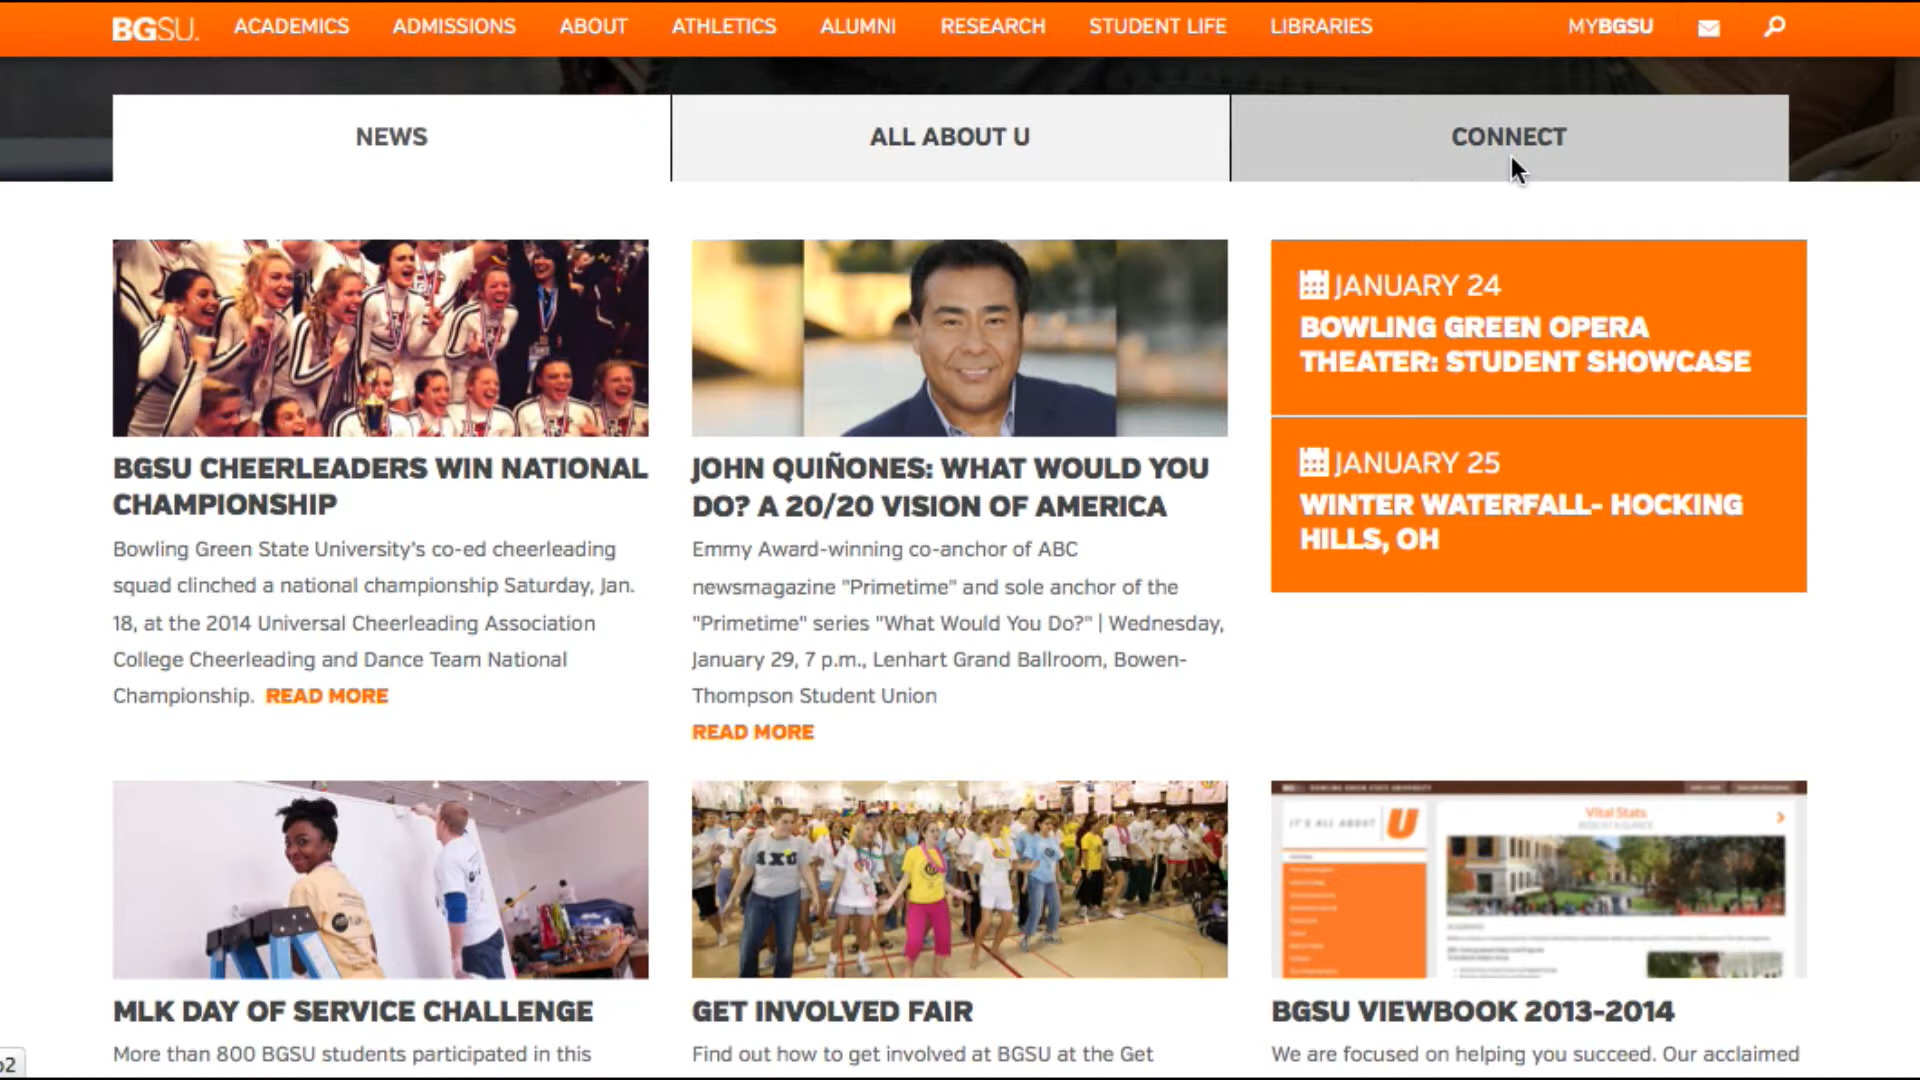 BGSU. ACADEMICS ADMISSIONS ABOUT ATHLETICS ALUMNI RESEARCH STUDENT LIFE LIBRARIES MYBGSU
NEWS
ALL ABOUT U
CONNECT
BGSU CHEERLEADERS WIN NATIONAL
CHAMPIONSHIP
Bowling Green State University's co-ed cheerleading
squad clinched a national championship Saturday, Jan.
18, at the 2014 Universal Cheerleading Association
College Cheerleading and Dance Team National
Championship. READ MORE
JOHN QUIÑONES: WHAT WOULD YOU
DO? A 20/20 VISION OF AMERICA
Emmy Award-winning co-anchor of ABC
newsmagazine "Primetime" and sole anchor of the
"Primetime" series "What Would You Do?" | Wednesday,
January 29, 7 p.m., Lenhart Grand Ballroom, Bowen-
Thompson Student Union
READ MORE
JANUARY 24
BOWLING GREEN OPERA
THEATER: STUDENT SHOWCASE
JANUARY 25
WINTER WATERFALL- HOCKING
HILLS, OH
IT'S ALL ABOUT U
Vital Stats
MLK DAY OF SERVICE CHALLENGE
More than 800 BGSU students participated in this
GET INVOLVED FAIR
Find out how to get involved at BGSU at the Get
BGSU VIEWBOOK 2013-2014
We are focused on helping you succeed. Our acclaimed